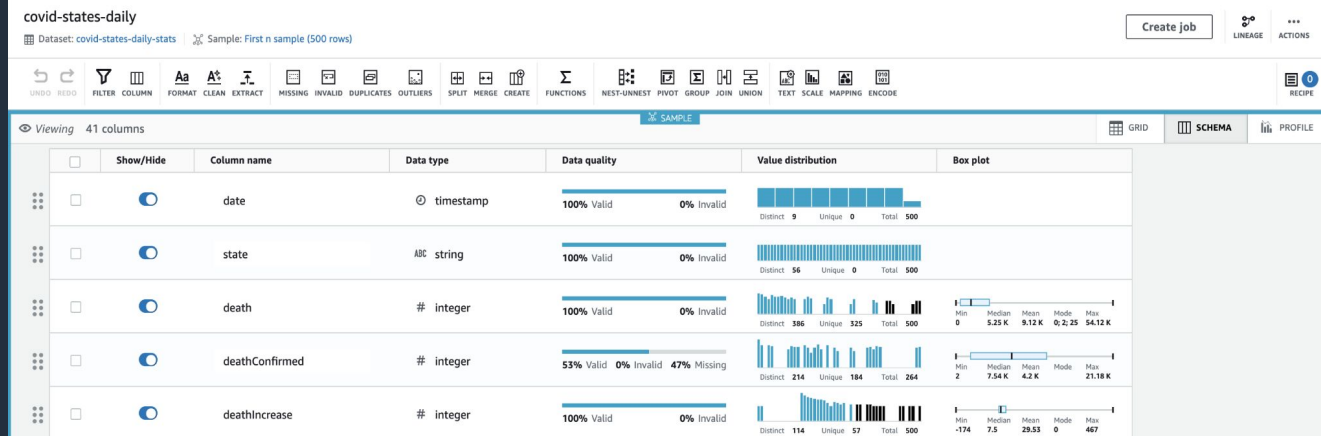 covid-states-daily
Dataset: covid-states-daily-stats Sample: First n sample (500 rows)
Create job
LINEAGE
ACTIONS
UNDO REDO FILTER COLUMN FORMAT CLEAN EXTRACT MISSING INVALID DUPLICATES OUTLIERS SPLIT MERGE CREATE FUNCTIONS NEST-UNNEST PIVOT GROUP JOIN UNION TEXT SCALE MAPPING ENCODE
0
RECIPE
Viewing 41 columns
SAMPLE
GRID SCHEMA PROFILE
Show/Hide Column name Data type Data quality Value distribution Box plot
date timestamp 100% Valid 0% Invalid
Distinct 9 Unique 0 Total 500
state ABC string 100% Valid 0% Invalid
Distinct 56 Unique 0 Total 500
death # integer 100% Valid 0% Invalid
Distinct 386 Unique 325 Total 500
Min Median Mean Mode Max
0 5.25 K 9.12 K 0; 2; 25 54.12 K
deathConfirmed # integer 53% Valid 0% Invalid 47% Missing
Distinct 214 Unique 184 Total 264
Min Median Mean Mode Max
2 7.54 K 4.2 K 21.18 K
deathIncrease # integer 100% Valid 0% Invalid
Distinct 114 Unique 57 Total 500
Min Median Mean Mode Max
-174 7.5 29.53 0 467